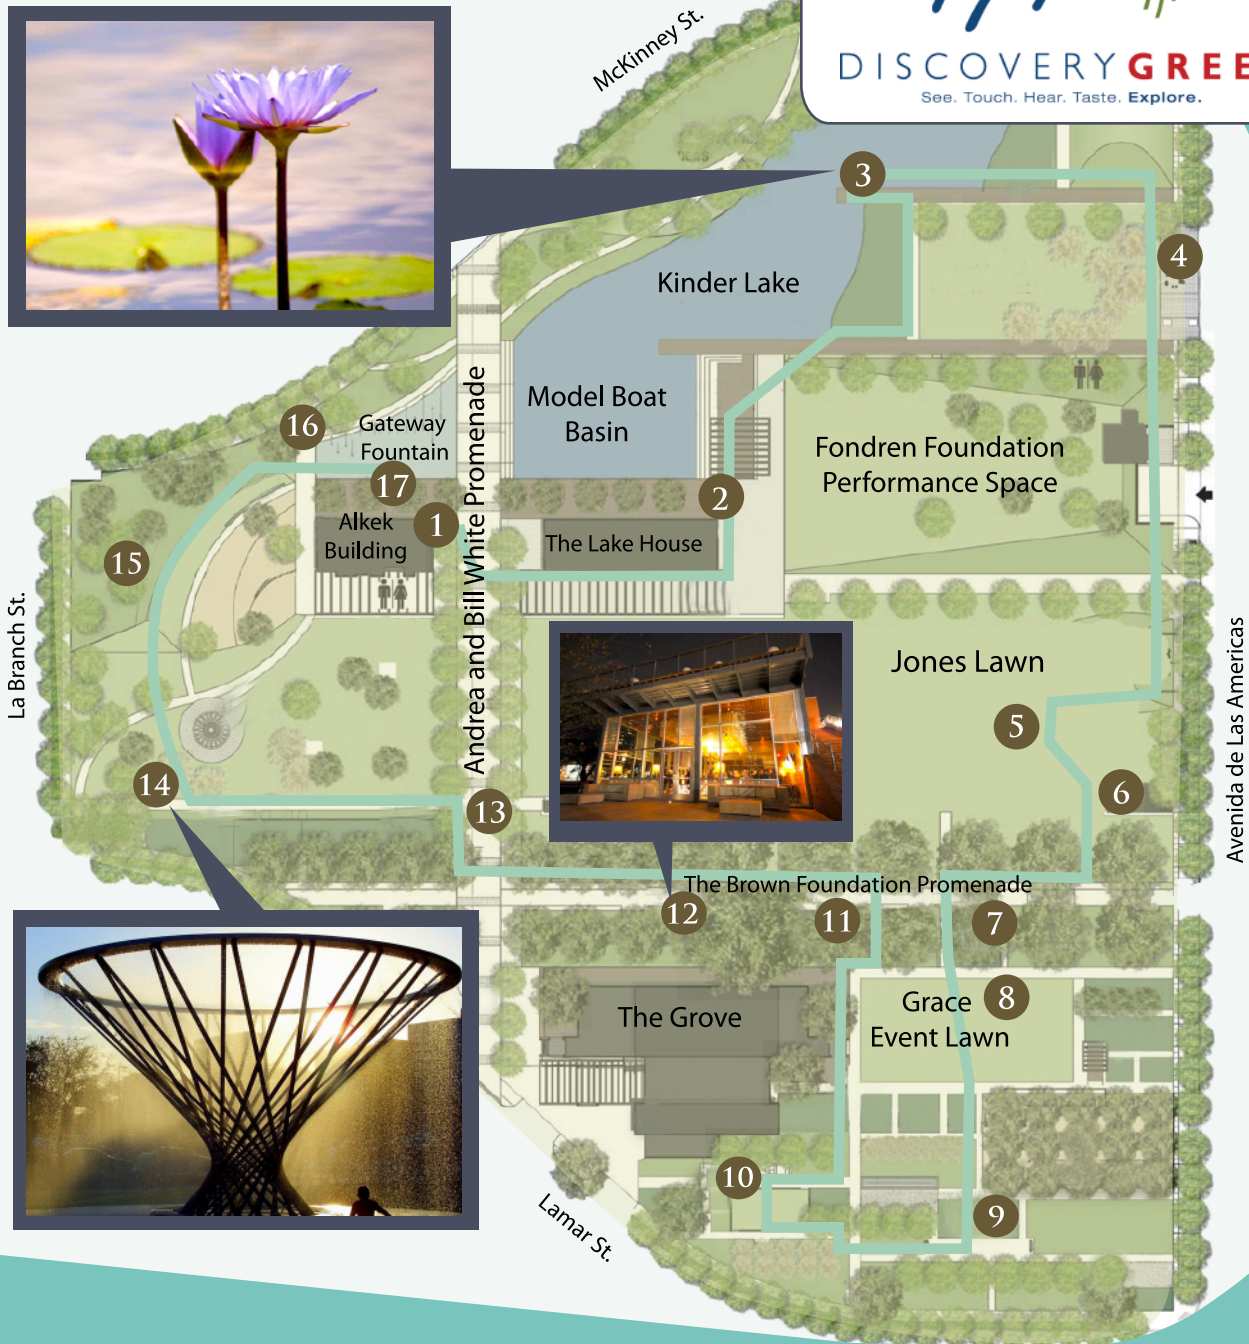 McKinney St.
DISCOVERY GREE
See. Touch. Hear. Taste. Explore.
3
4
Kinder Lake
Model Boat
Basin
Andrea and Bill White Promenade
16
Gateway
Fountain
17
Fondren Foundation
Performance Space
2
1
Alkek
Building
The Lake House
15
La Branch St.
Jones Lawn
Avenida de Las Americas
5
6
14
13
The Brown Foundation Promenade
12
11
7
8
Grace
Event Lawn
The Grove
10
9
Lamar St.